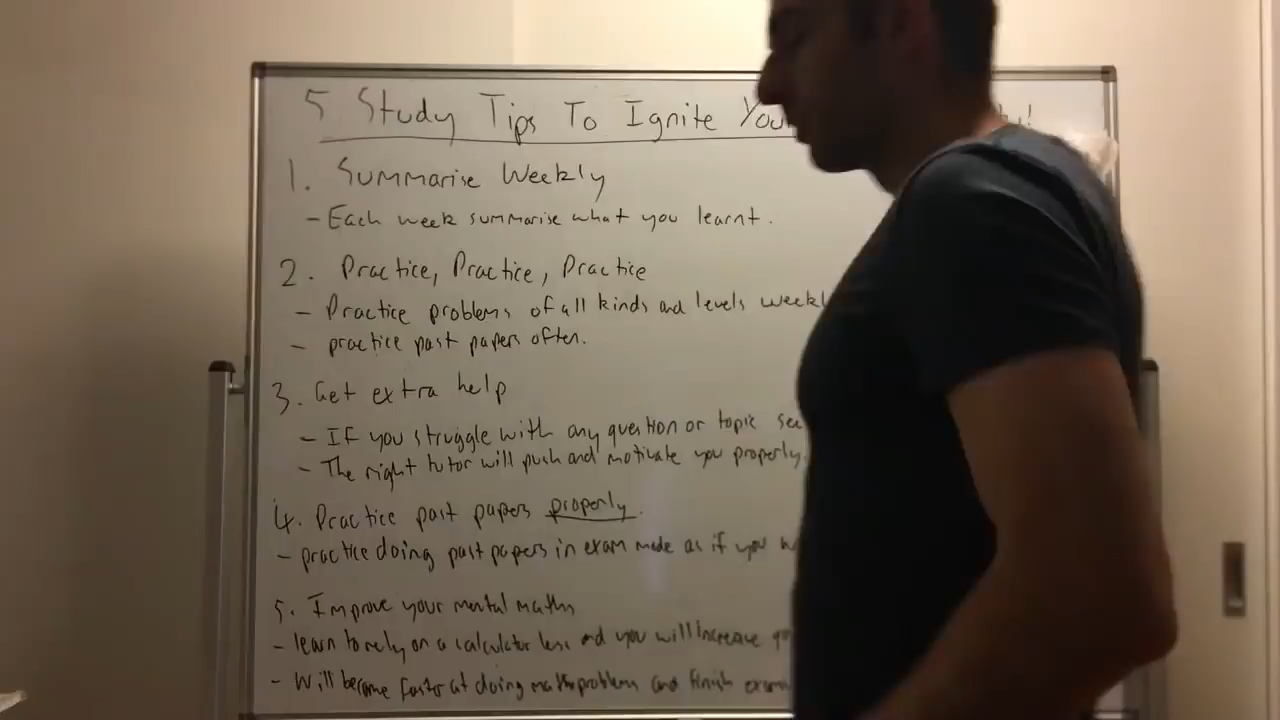 5 Study Tips To Ignite You
1. Summarise Weekly
- Each week summarise what you learnt.
2. Practice, Practice, Practice
- Practice problems of all kinds and levels weekl
- practice past papers often.
3. Get extra help
- If you struggle with any question or topic see
- The right tutor will push and motivate you properly.
4. Practice past papers properly.
- practice doing past papers in exam mode as if you w
5. Improve your mental maths
- learn to rely on a calculator less and you will increase
- Will become faster at doing maths problems and finish exams